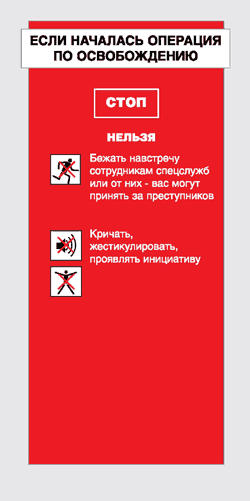 ЕСЛИ НАЧАЛАСЬ ОПЕРАЦИЯ
ПО ОСВОБОЖДЕНИЮ
СТОП
НЕЛЬЗЯ
Бежать навстречу
сотрудникам спецслужб
или от них - вас могут
принять за преступников
Кричать,
жестикулировать,
проявлять инициативу